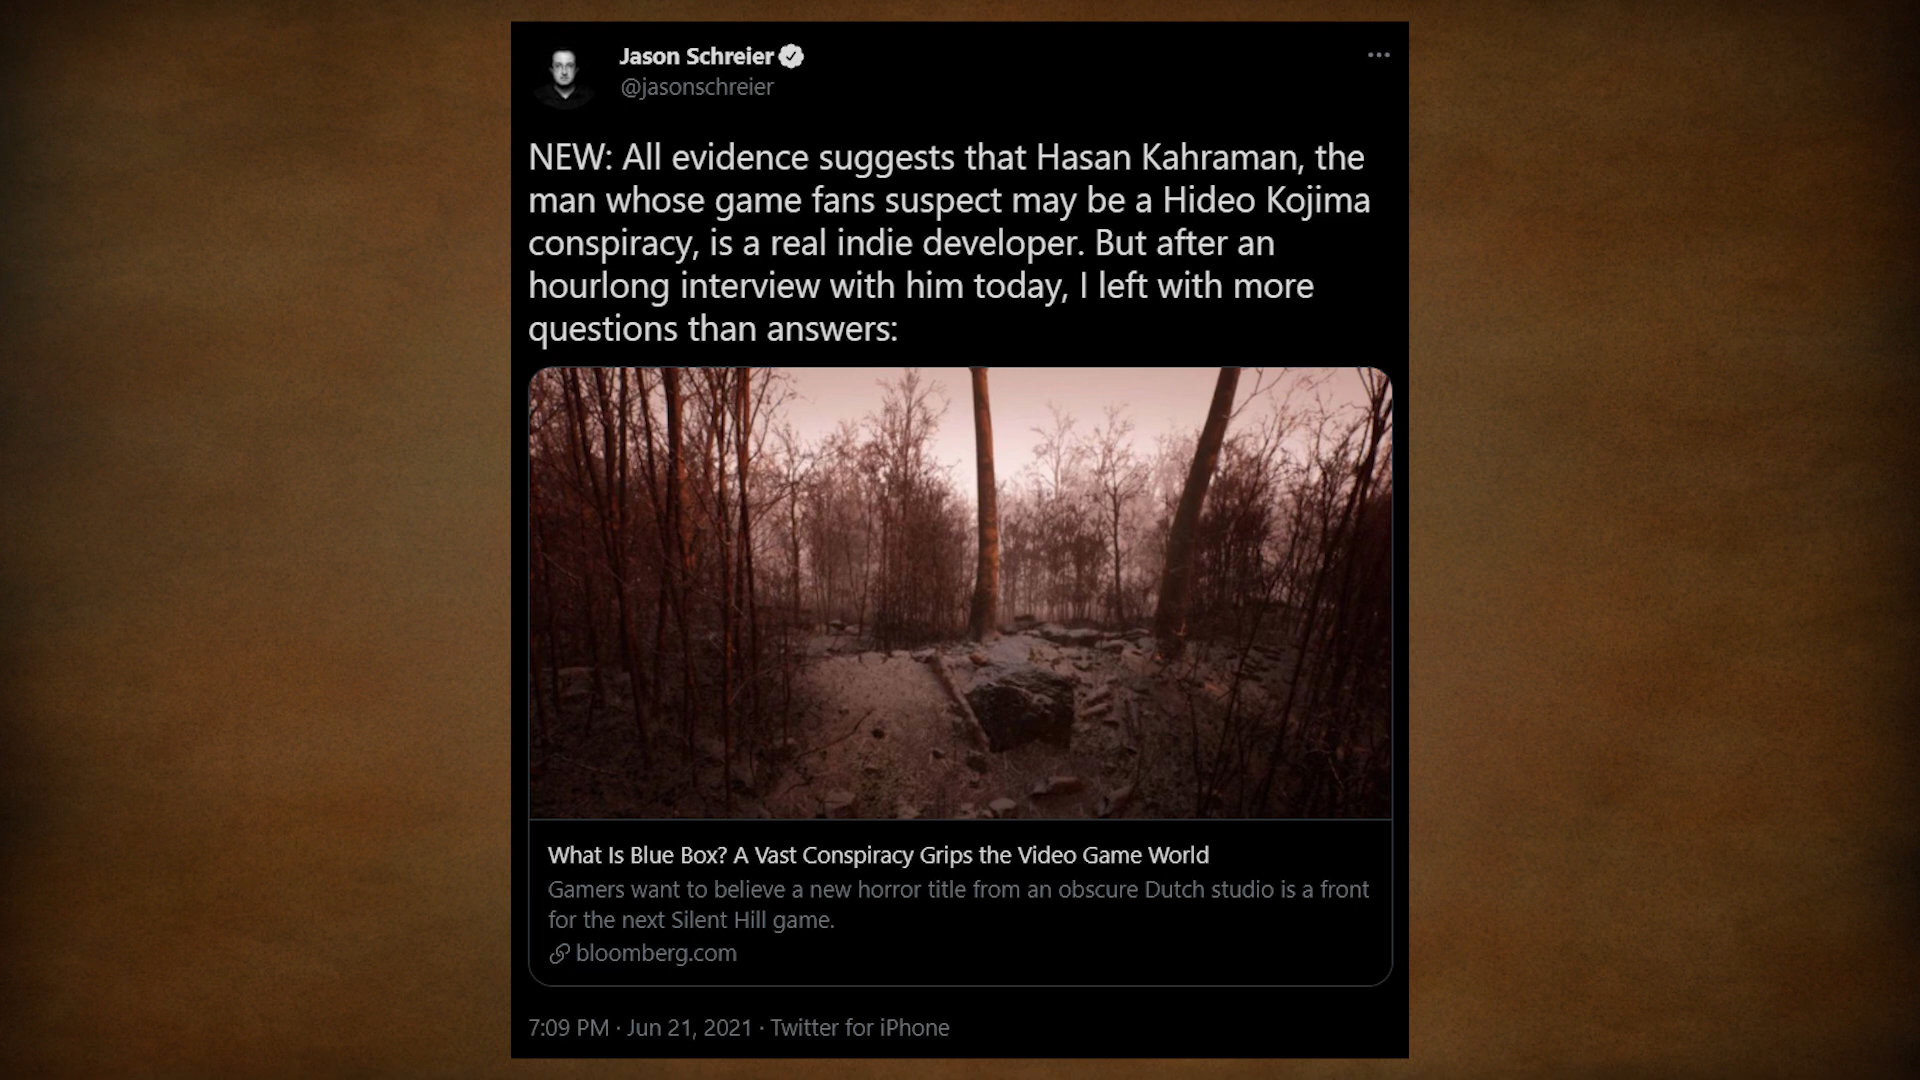 Jason Schreier
@jasonschreier
NEW: All evidence suggests that Hasan Kahraman, the
man whose game fans suspect may be a Hideo Kojima
conspiracy, is a real indie developer. But after an
hourlong interview with him today, I left with more
questions than answers:
What Is Blue Box? A Vast Conspiracy Grips the Video Game World
Gamers want to believe a new horror title from an obscure Dutch studio is a front
for the next Silent Hill game.
bloomberg.com
7:09 PM · Jun 21, 2021 · Twitter for iPhone